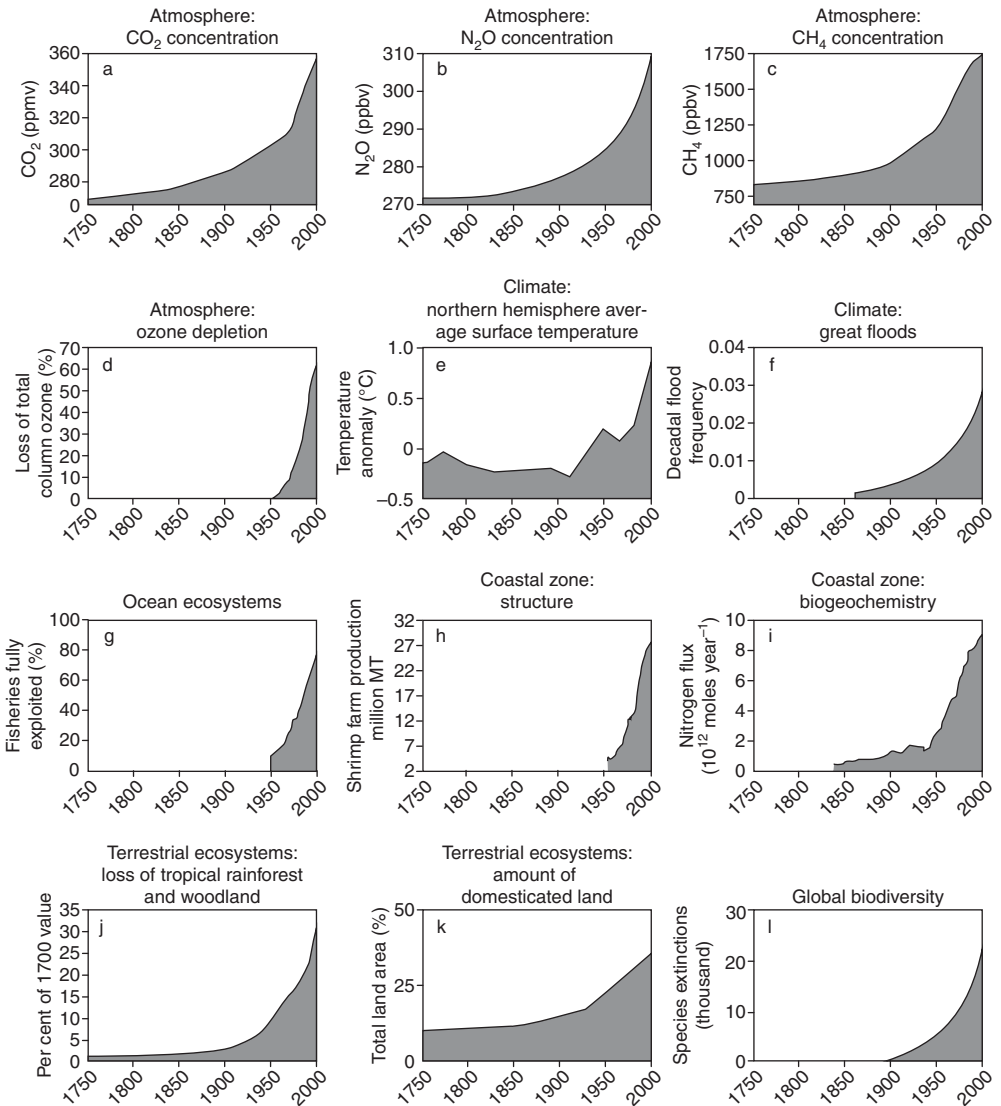 Atmosphere:
CO₂ concentration
a
CO₂ (ppmv)
360
340
320
300
280
0
1750
1800
1850
1900
1950
2000
Atmosphere:
N₂O concentration
b
N₂O (ppbv)
310
300
290
280
270
1750
1800
1850
1900
1950
2000
Atmosphere:
CH₄ concentration
c
CH₄ (ppbv)
1750
1500
1250
1000
750
1750
1800
1850
1900
1950
2000
Atmosphere:
ozone depletion
d
Loss of total
column ozone (%)
70
60
50
40
30
20
10
0
1750
1800
1850
1900
1950
2000
Climate:
northern hemisphere aver-
age surface temperature
e
Temperature
anomaly (°C)
1.0
0.5
0
–0.5
1750
1800
1850
1900
1950
2000
Climate:
great floods
f
Decadal flood
frequency
0.04
0.03
0.02
0.01
0
1750
1800
1850
1900
1950
2000
Ocean ecosystems
g
Fisheries fully
exploited (%)
100
80
60
40
20
0
1750
1800
1850
1900
1950
2000
Coastal zone:
structure
h
Shrimp farm production
million MT
32
27
22
17
12
7
2
1750
1800
1850
1900
1950
2000
Coastal zone:
biogeochemistry
i
Nitrogen flux
(10¹² moles year⁻¹)
10
8
6
4
2
0
1750
1800
1850
1900
1950
2000
Terrestrial ecosystems:
loss of tropical rainforest
and woodland
j
Per cent of 1700 value
35
30
25
20
15
10
5
0
1750
1800
1850
1900
1950
2000
Terrestrial ecosystems:
amount of
domesticated land
k
Total land area (%)
50
25
0
1750
1800
1850
1900
1950
2000
Global biodiversity
l
Species extinctions
(thousand)
30
20
10
0
1750
1800
1850
1900
1950
2000